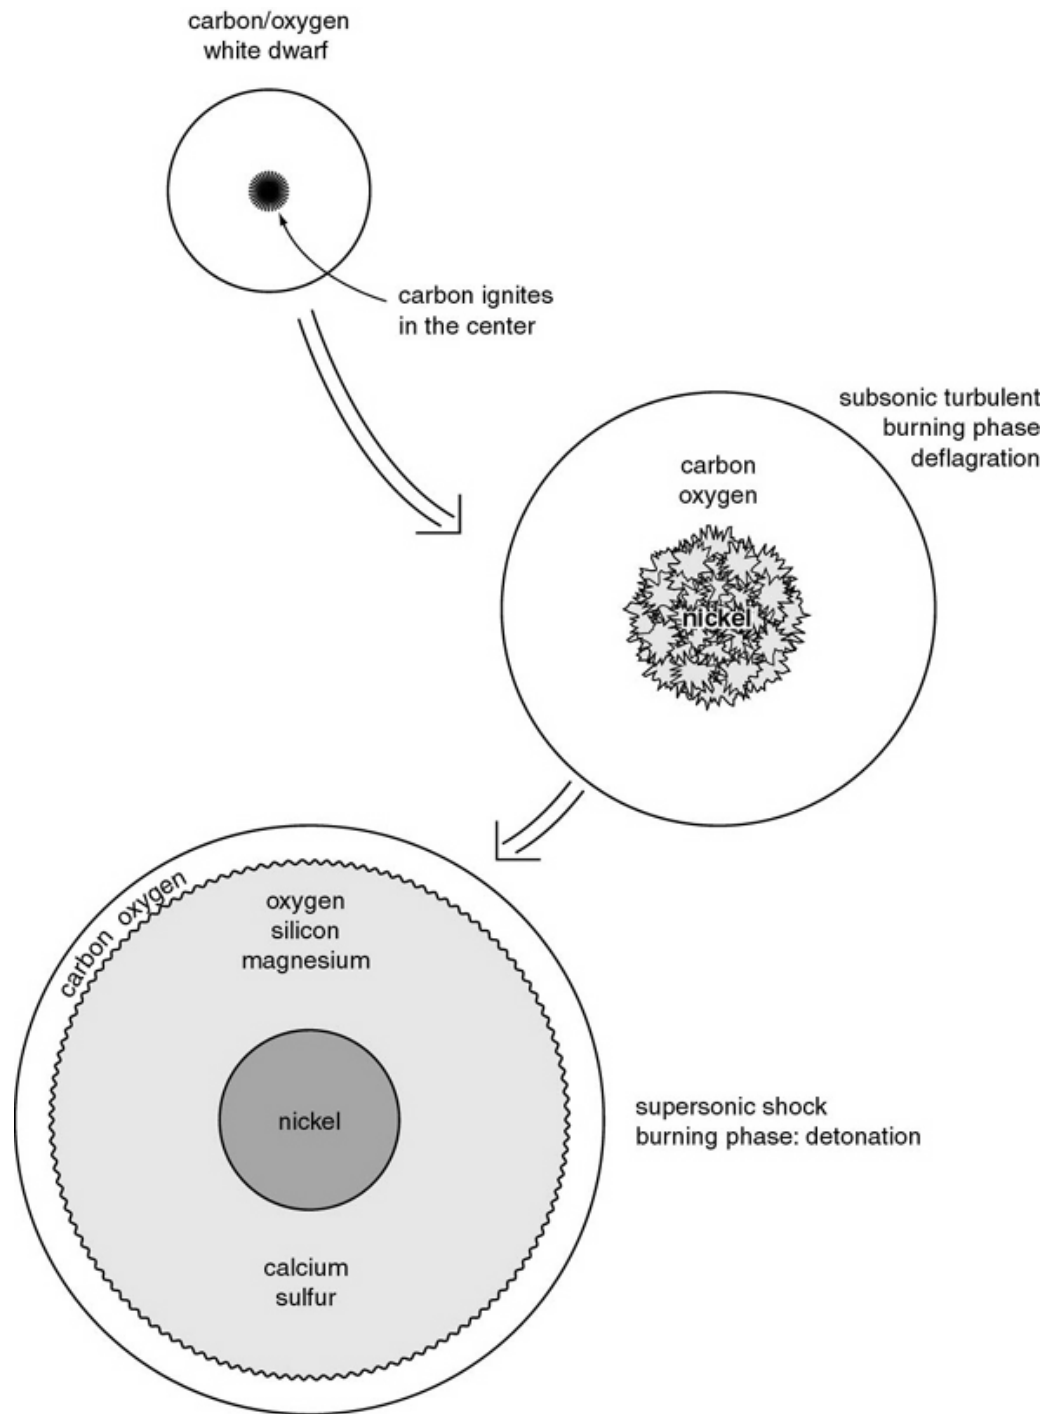 carbon/oxygen
white dwarf
carbon ignites
in the center
subsonic turbulent
burning phase
deflagration
carbon
oxygen
nickel
carbon oxygen
oxygen
silicon
magnesium
nickel
supersonic shock
burning phase: detonation
calcium
sulfur